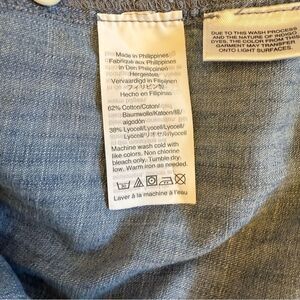 Made in Philippines
Fabriqué aux Philippines
In Den Philippinen
Hergestellt
Vervaardigd in Filipijnen
フィリピン製
Hecho en Filipinas
62% Cotton/Coton/
Baumwolle/Katoen/綿/
algodón
38% Lyocell/Lyocell/
Lyocell/Lyocell/
Machine wash cold with
like colors. Non chlorine
bleach only. Tumble dry
low. Warm iron as needed.
Laver à la machine à l'eau
DUE TO THIS WASH PROCESS
AND THE NATURE OF INDIGO
DYES, THE COLOR FROM THIS
GARMENT MAY TRANSFER
ONTO LIGHT SURFACES.